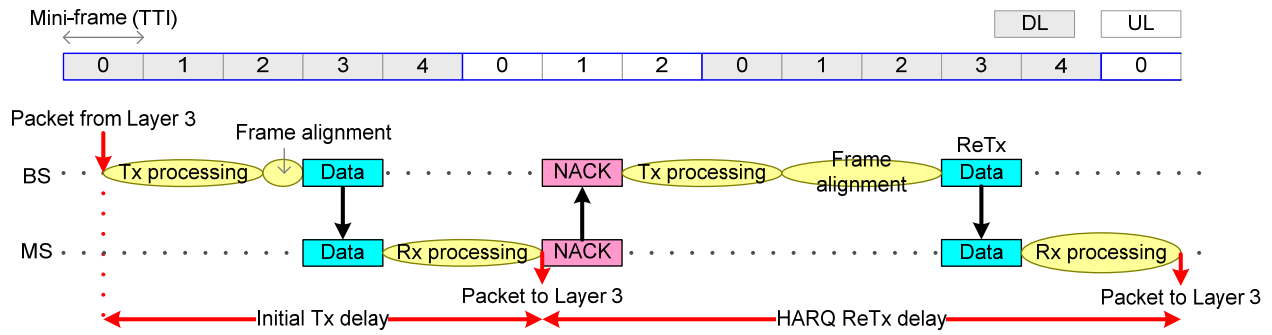 Mini-frame (TTI)
DL UL
0 1 2 3 4 0 1 2 0 1 2 3 4 0
Packet from Layer 3
Frame alignment
ReTx
BS Tx processing Data NACK Tx processing Frame alignment Data
MS Data Rx processing NACK Data Rx processing
Packet to Layer 3 Packet to Layer 3
Initial Tx delay HARQ ReTx delay